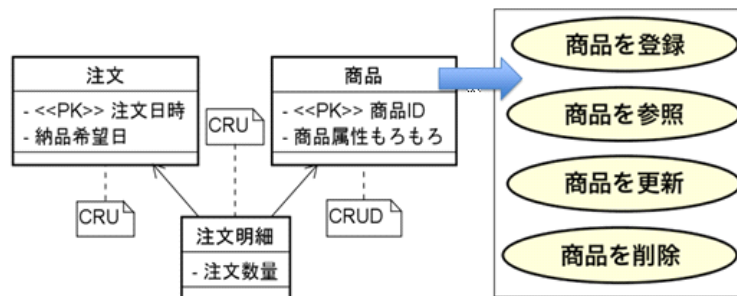 注文
- <<PK>> 注文日時
- 納品希望日
CRU
商品
- <<PK>> 商品ID
- 商品属性もろもろ
CRU
CRUD
注文明細
- 注文数量
商品を登録
商品を参照
商品を更新
商品を削除